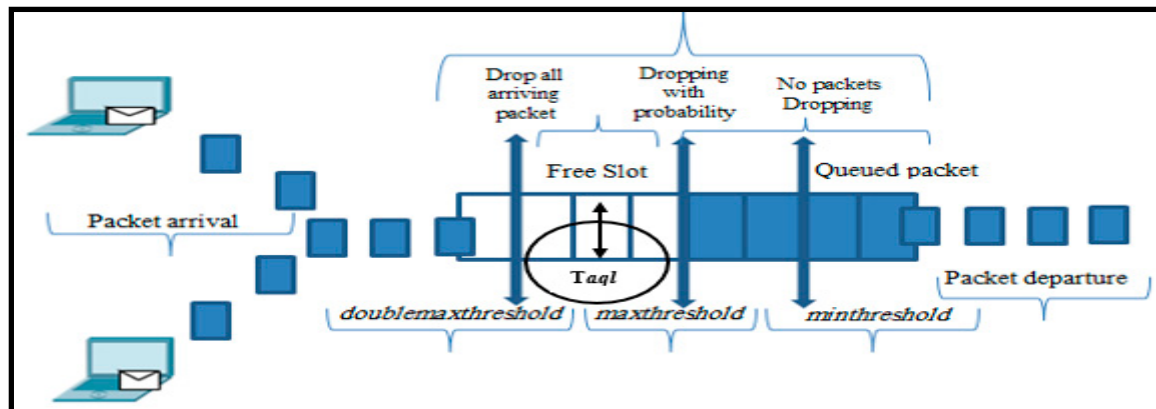 Drop all
arriving
packet
Dropping
with
probability
No packets
Dropping
Free Slot
Queued packet
Packet arrival
Taql
Packet departure
doublemaxthreshold
maxthreshold
minthreshold